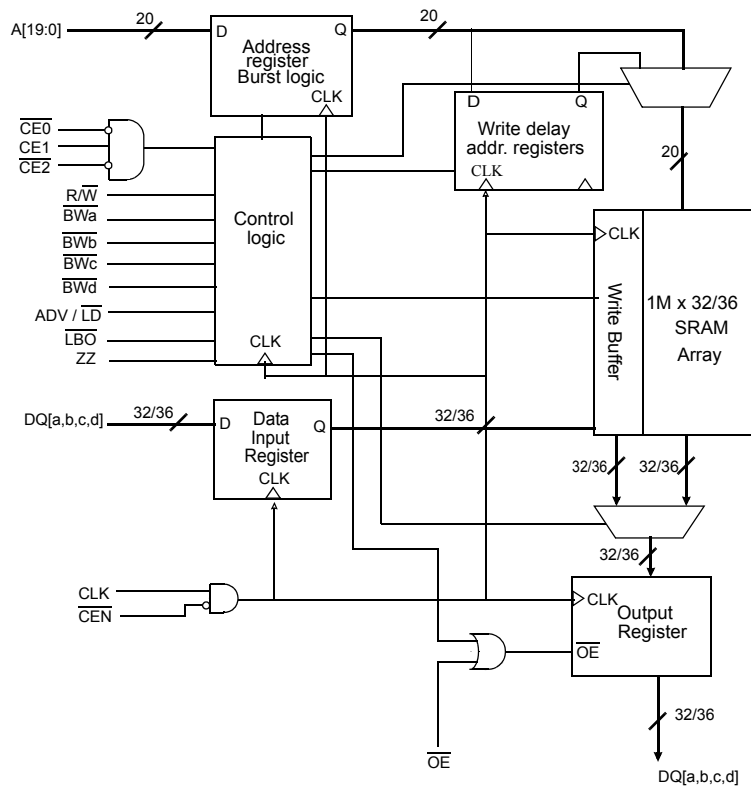 A[19:0]
20
D
Q
Address
register
Burst logic
CLK
20
D
Q
Write delay
addr. registers
CLK
20
CE0
CE1
CE2
R/W
BWa
BWb
BWc
BWd
ADV / LD
LBO
ZZ
Control
logic
CLK
CLK
Write Buffer
1M x 32/36
SRAM
Array
DQ[a,b,c,d]
32/36
D
Q
Data
Input
Register
CLK
32/36
32/36
32/36
32/36
CLK
CEN
CLK
Output
Register
OE
OE
32/36
DQ[a,b,c,d]